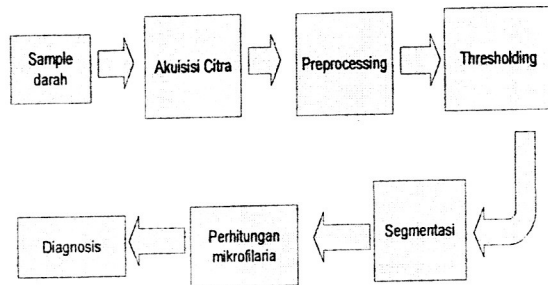 Sample
darah
Akuisisi Citra
Preprocessing
Thresholding
Segmentasi
Perhitungan
mikrofilaria
Diagnosis